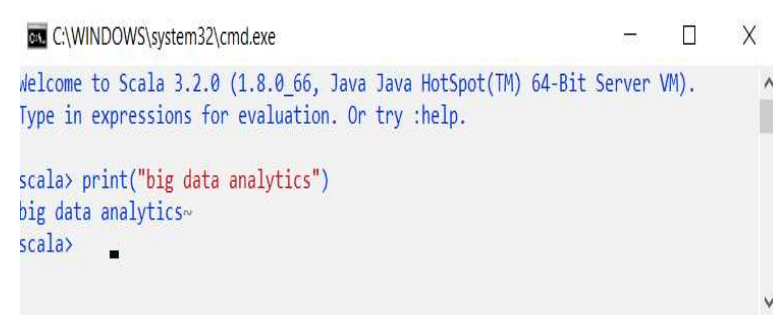 C:\WINDOWS\system32\cmd.exe
Welcome to Scala 3.2.0 (1.8.0_66, Java Java HotSpot(TM) 64-Bit Server VM).
Type in expressions for evaluation. Or try :help.
scala> print("big data analytics")
big data analytics~
scala>